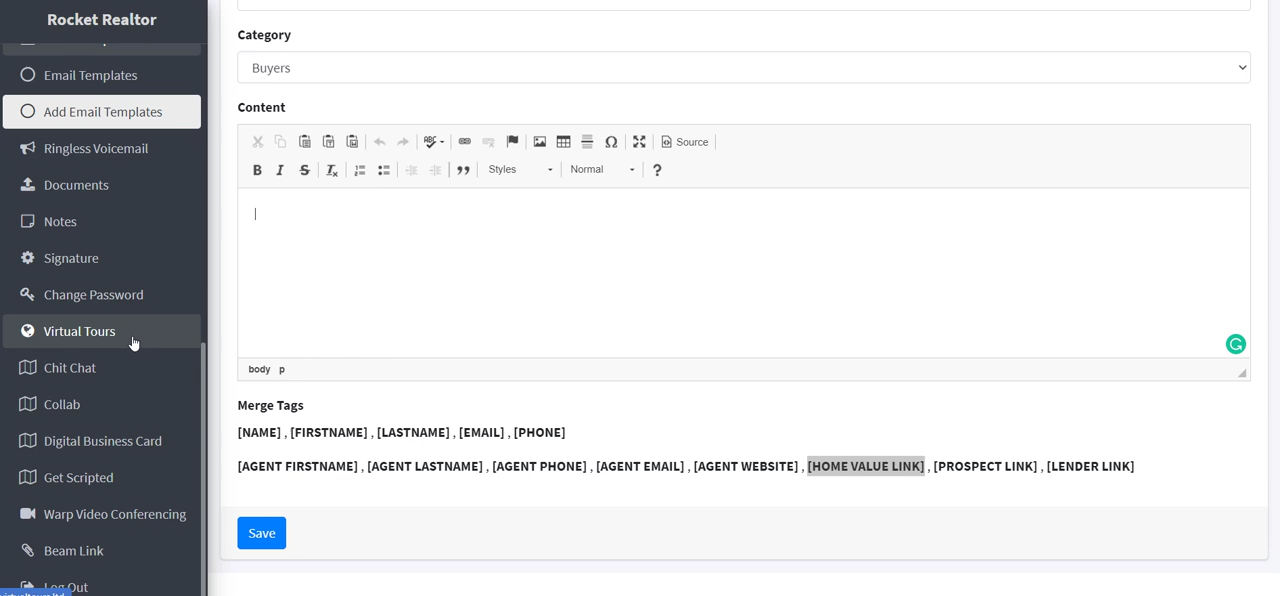 Rocket Realtor
Email Templates
Add Email Templates
Ringless Voicemail
Documents
Notes
Signature
Change Password
Virtual Tours
Chit Chat
Collab
Digital Business Card
Get Scripted
Warp Video Conferencing
Beam Link
Log Out
Category
Buyers
Content
Source
Styles
Normal
body p
Merge Tags
[NAME] , [FIRSTNAME] , [LASTNAME] , [EMAIL] , [PHONE]
[AGENT FIRSTNAME] , [AGENT LASTNAME] , [AGENT PHONE] , [AGENT EMAIL] , [AGENT WEBSITE] , [HOME VALUE LINK] , [PROSPECT LINK] , [LENDER LINK]
Save